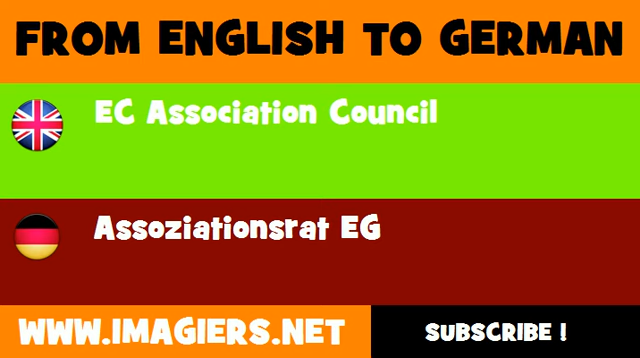 FROM ENGLISH TO GERMAN
EC Association Council
Assoziationsrat EG
WWW.IMAGIERS.NET
SUBSCRIBE !